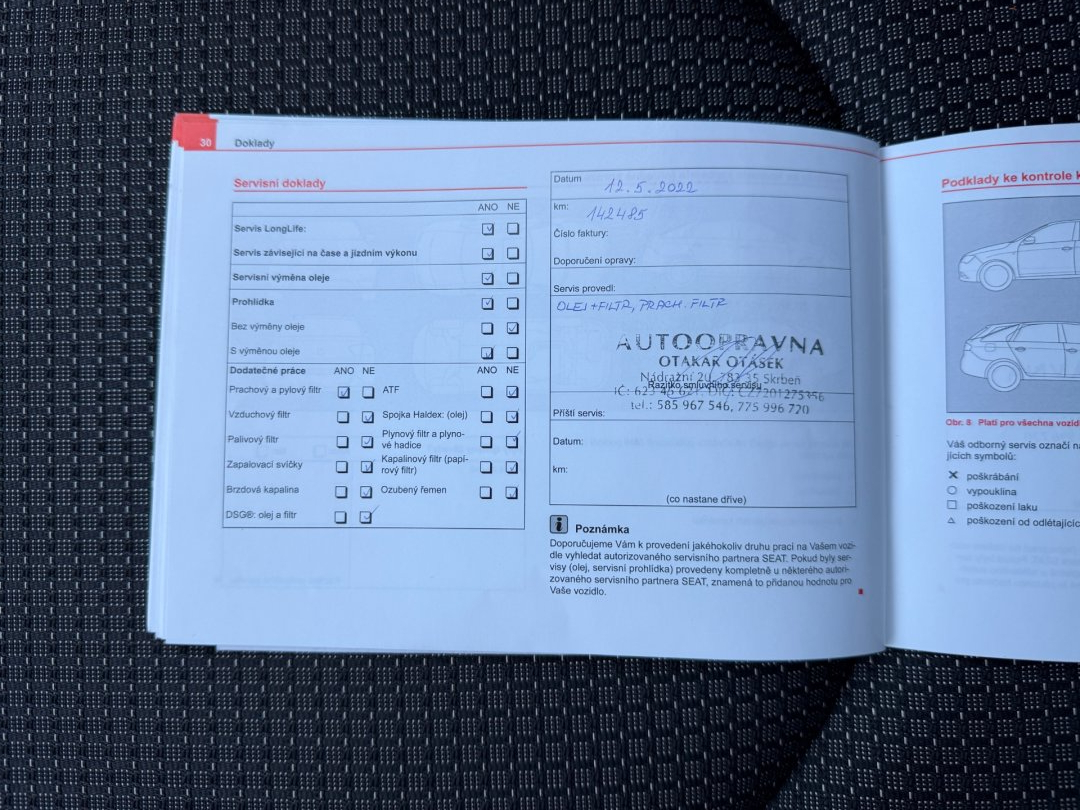 30 Doklady
Servisní doklady
ANO NE
Servis LongLife:
Servis závisející na čase a jízdním výkonu
Servisní výměna oleje
Prohlídka
Bez výměny oleje
S výměnou oleje
Dodatečné práce ANO NE ANO NE
Prachový a pylový filtr ATF
Vzduchový filtr Spojka Haldex: (olej)
Palivový filtr Plynový filtr a plyno-
vé hadice
Zapalovací svíčky Kapalinový filtr (papí-
rový filtr)
Brzdová kapalina Ozubený řemen
DSG®: olej a filtr
Datum 12.5.2022
km: 142485
Číslo faktury:
Doporučení opravy:
Servis provedl:
OLEJ+FILTR, PRACH. FILTR
AUTOOPRAVNA
OTAKAR OTÁSEK
Nádražní 20, 783 35 Skrbeň
Razítko smluvního servisu
DIČ: CZ7201275356
tel.: 585 967 546, 775 996 720
Příští servis:
Datum:
km:
(co nastane dříve)
i Poznámka
Doporučujeme Vám k provedení jakéhokoliv druhu prací na Vašem vozi-
dle vyhledat autorizovaného servisního partnera SEAT. Pokud byly ser-
visy (olej, servisní prohlídka) provedeny kompletně u některého autori-
zovaného servisního partnera SEAT, znamená to přidanou hodnotu pro
Vaše vozidlo.
Podklady ke kontrole
Obr. 8 Platí pro všechna
Váš odborný servis označí
jících symbolů:
poškrábání
vypouklina
poškození laku
poškození od